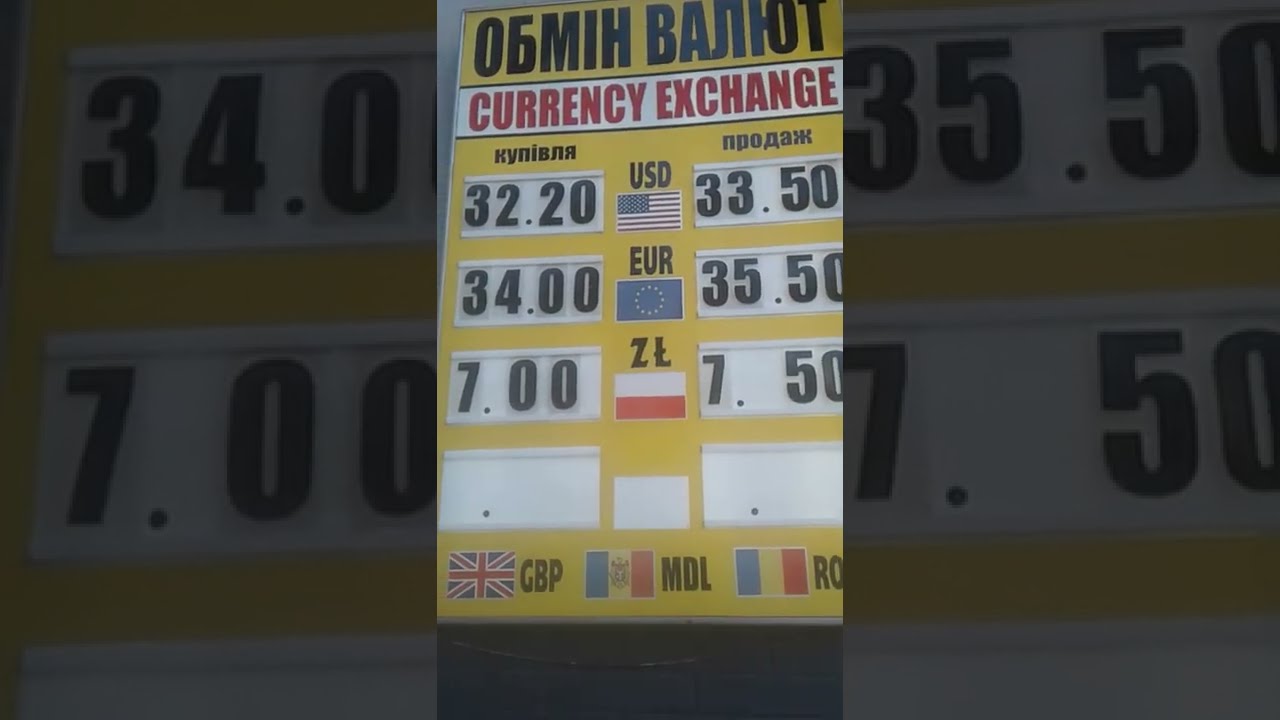 ОБМІН ВАЛЮТ
CURRENCY EXCHANGE
купівля продаж
32.20 USD 33.50
34.00 EUR 35.50
7.00 ZŁ 7.50
GBP MDL RO